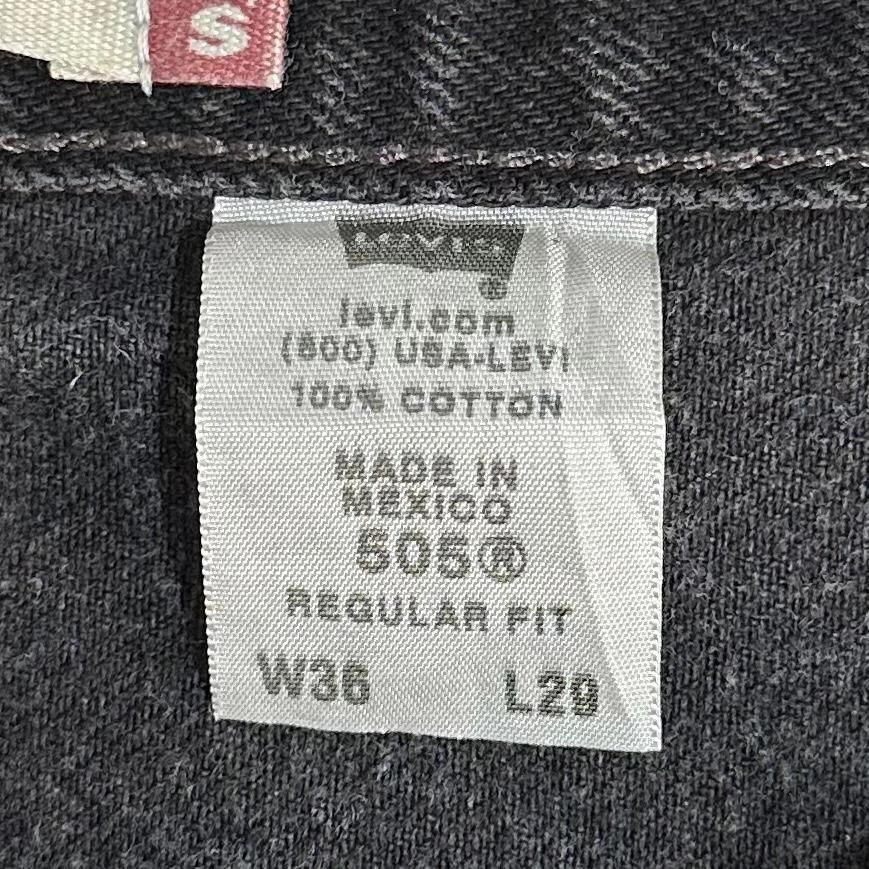 S
LEVI'S
®
levi.com
(800) USA-LEVI
100% COTTON
MADE IN
MEXICO
505®
REGULAR FIT
W36 L29